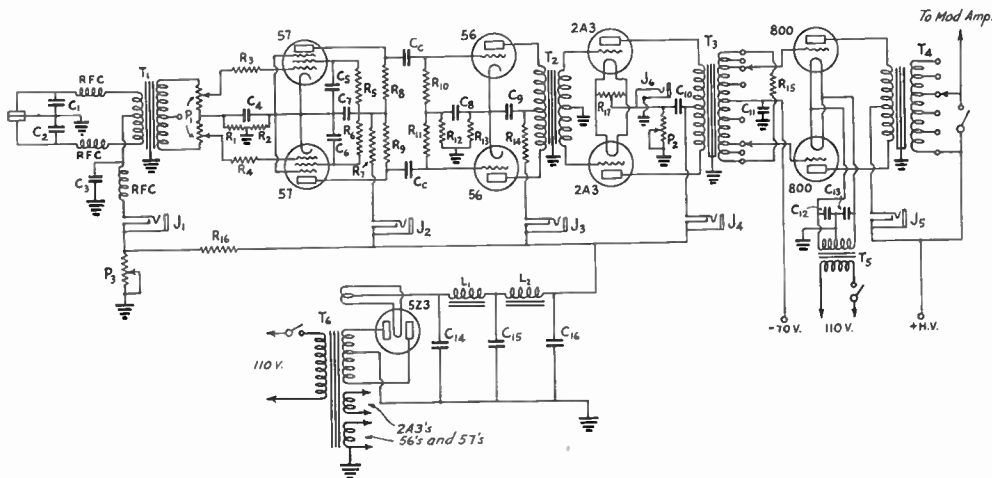 To Mod Amp.
57
56
2A3
800
T1
T2
T3
T4
RFC
C1
C2
RFC
P1
R3
C4
R1
R2
R4
C5
C7
C6
R5
R6
R7
R8
R9
Cc
R10
R11
Cc
C8
R12
R13
C9
R14
R17
J6
P2
C10
R15
C11
57
56
2A3
800
C3
RFC
J1
J2
J3
J4
J5
C12
C13
T5
P3
R16
-70 V.
110 V.
+H.V.
5Z3
L1
L2
T6
C14
C15
C16
110 V.
2A3's
56's and 57's